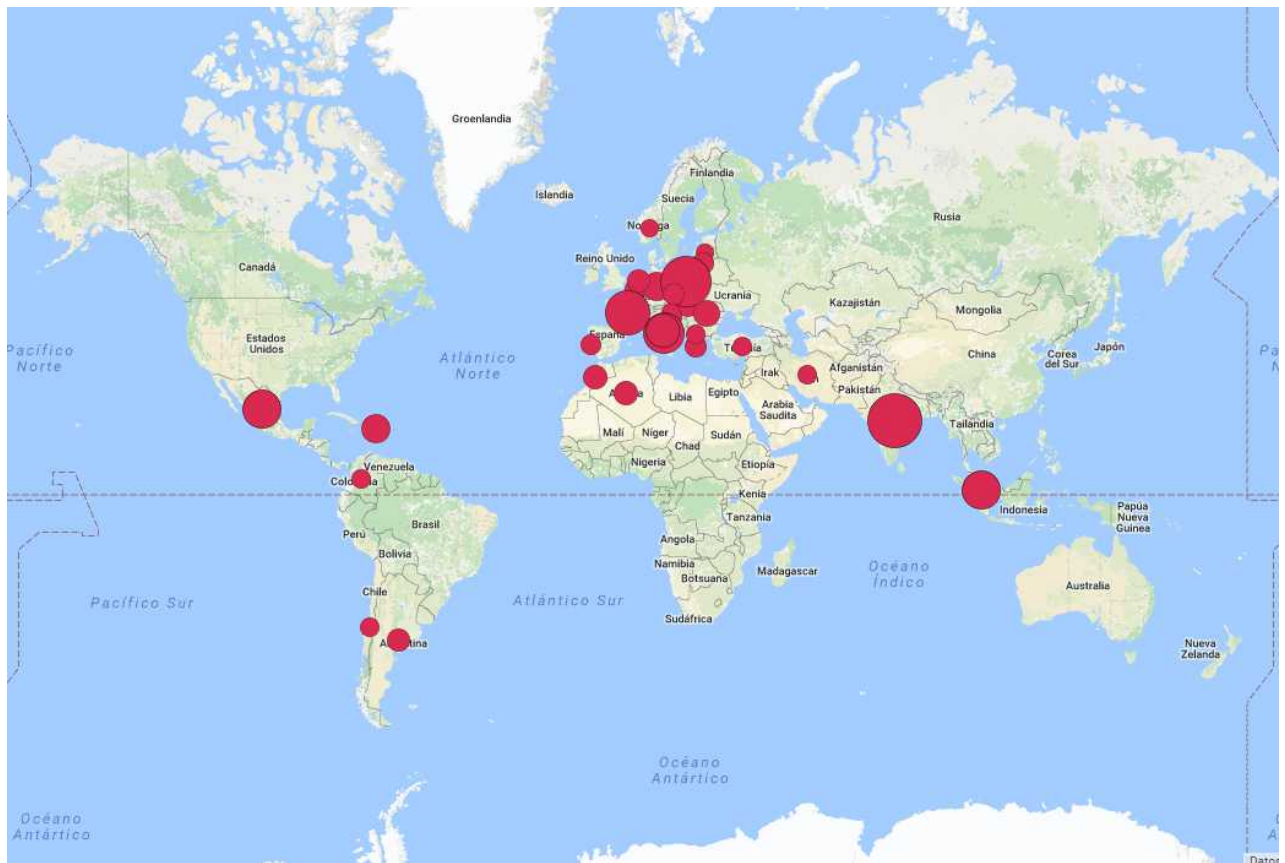 Groenlandia
Finlandia
Islandia
Suecia
Rusia
Reino Unido
Canadá
Ucrania
Kazajistán
Mongolia
España
Estados
Unidos
Pacífico
Norte
Atlántico
Norte
Japón
China
Corea
del Sur
Afganistán
Irak
Pakistán
Libia
Egipto
Arabia
Saudita
Tailandia
Malí
Níger
Chad
Sudán
Venezuela
Nigeria
Etiopía
Kenia
Indonesia
Papúa
Nueva
Guinea
Brasil
Tanzania
Perú
Angola
Bolivia
Namibia
Madagascar
Botsuana
Océano
Índico
Australia
Chile
Pacífico Sur
Atlántico Sur
Sudáfrica
Nueva
Zelanda
Océano
Antártico
Océano
Antártico